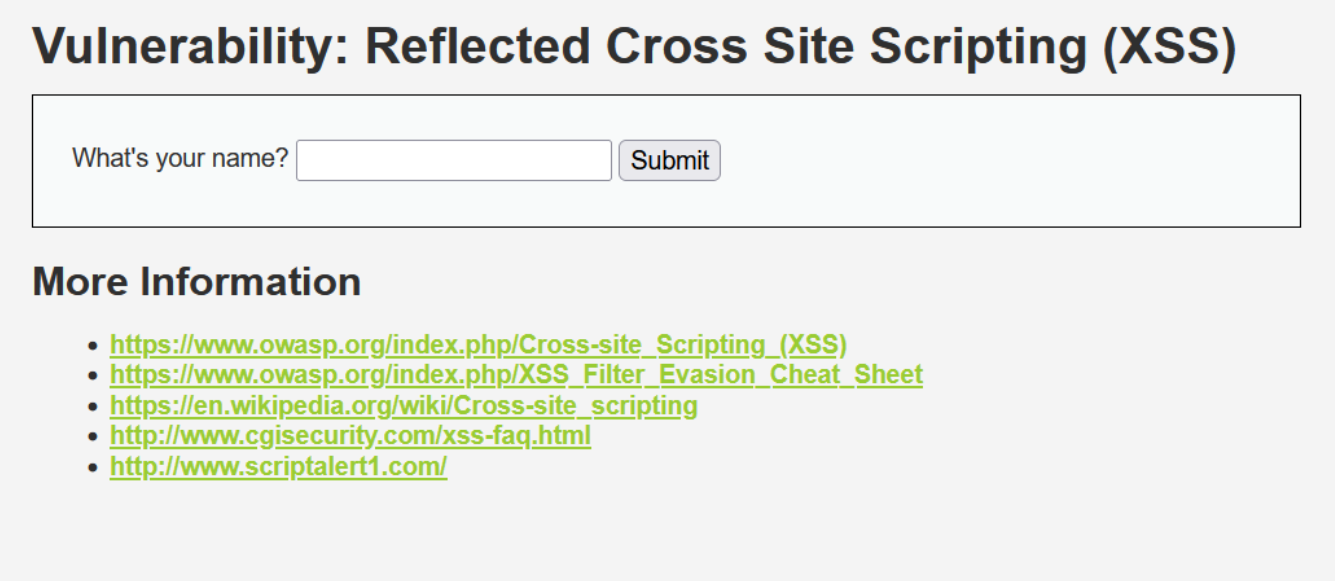 Vulnerability: Reflected Cross Site Scripting (XSS)
What's your name? Submit
More Information
https://www.owasp.org/index.php/Cross-site_Scripting_(XSS)
https://www.owasp.org/index.php/XSS_Filter_Evasion_Cheat_Sheet
https://en.wikipedia.org/wiki/Cross-site_scripting
http://www.cgisecurity.com/xss-faq.html
http://www.scriptalert1.com/